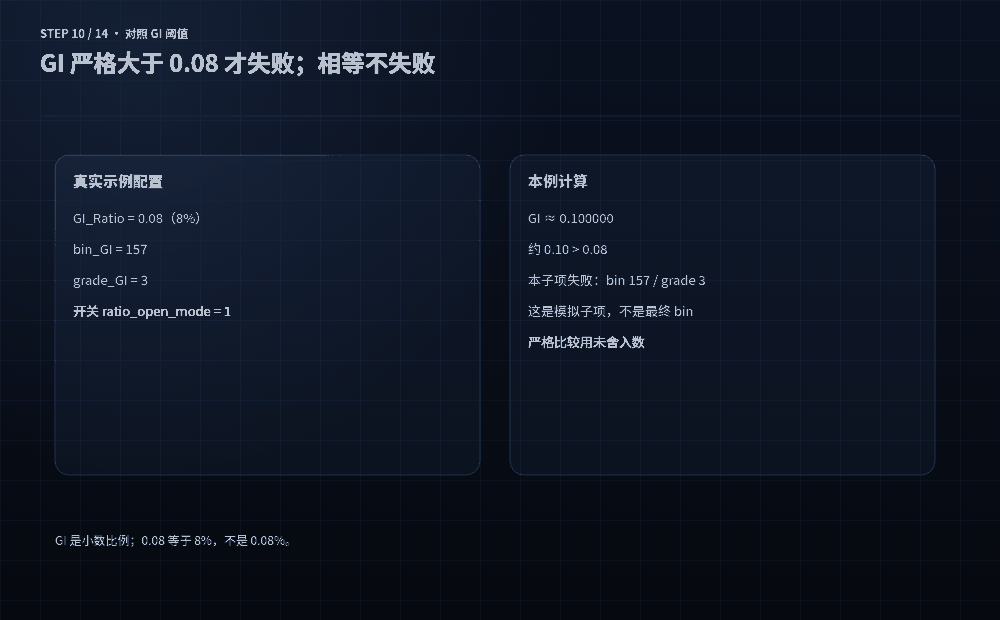 STEP 10 / 14 · 对照 GI 阈值
GI 严格大于 0.08 才失败；相等不失败
真实示例配置
GI_Ratio = 0.08（8%）
bin_GI = 157
grade_GI = 3
开关 ratio_open_mode = 1
本例计算
GI ≈ 0.100000
约 0.10 > 0.08
本子项失败：bin 157 / grade 3
这是模拟子项，不是最终 bin
严格比较用未舍入数
GI 是小数比例；0.08 等于 8%，不是 0.08%。